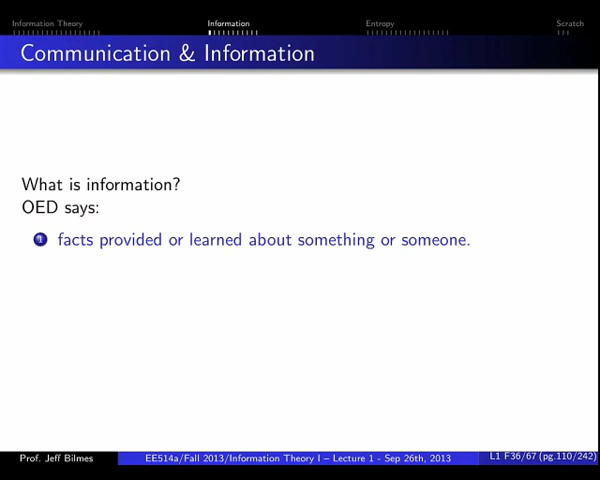 Information Theory Information Entropy Scratch
Communication & Information
What is information?
OED says:
1 facts provided or learned about something or someone.
Prof. Jeff Bilmes EE514a/Fall 2013/Information Theory I – Lecture 1 - Sep 26th, 2013 L1 F36/67 (pg.110/242)